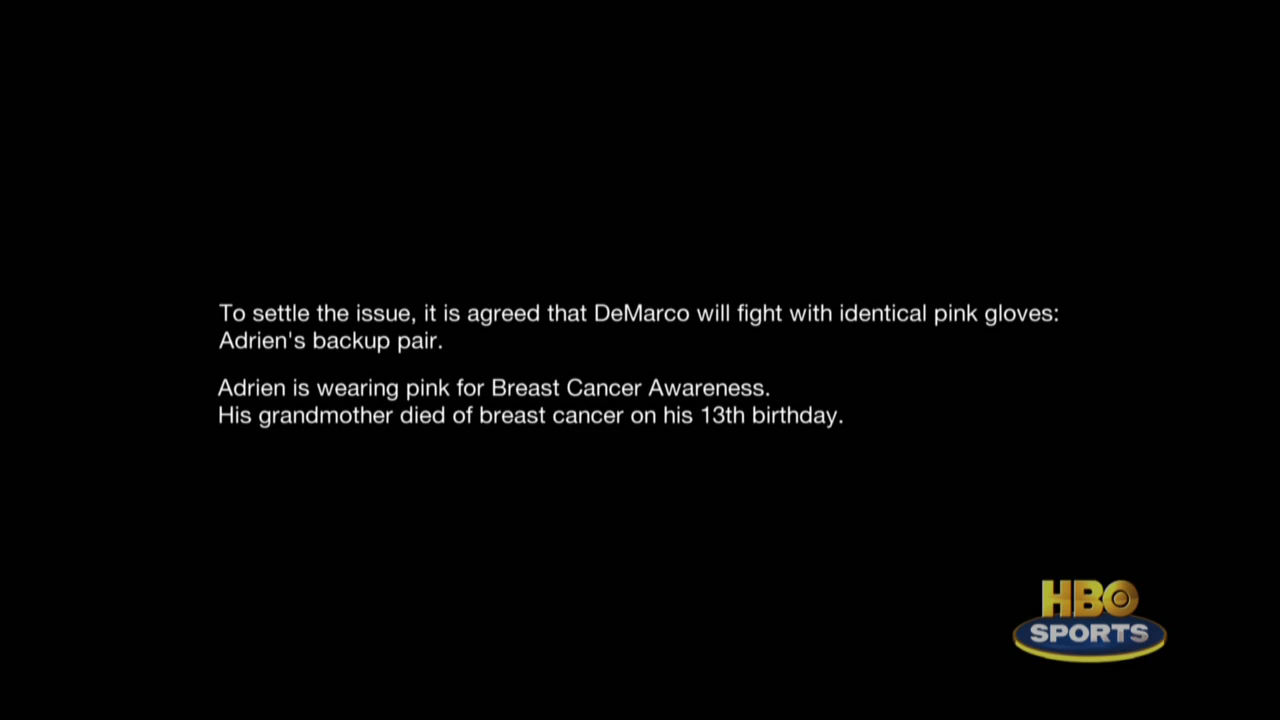 To settle the issue, it is agreed that DeMarco will fight with identical pink gloves:
Adrien's backup pair.
Adrien is wearing pink for Breast Cancer Awareness.
His grandmother died of breast cancer on his 13th birthday.
HBO
SPORTS